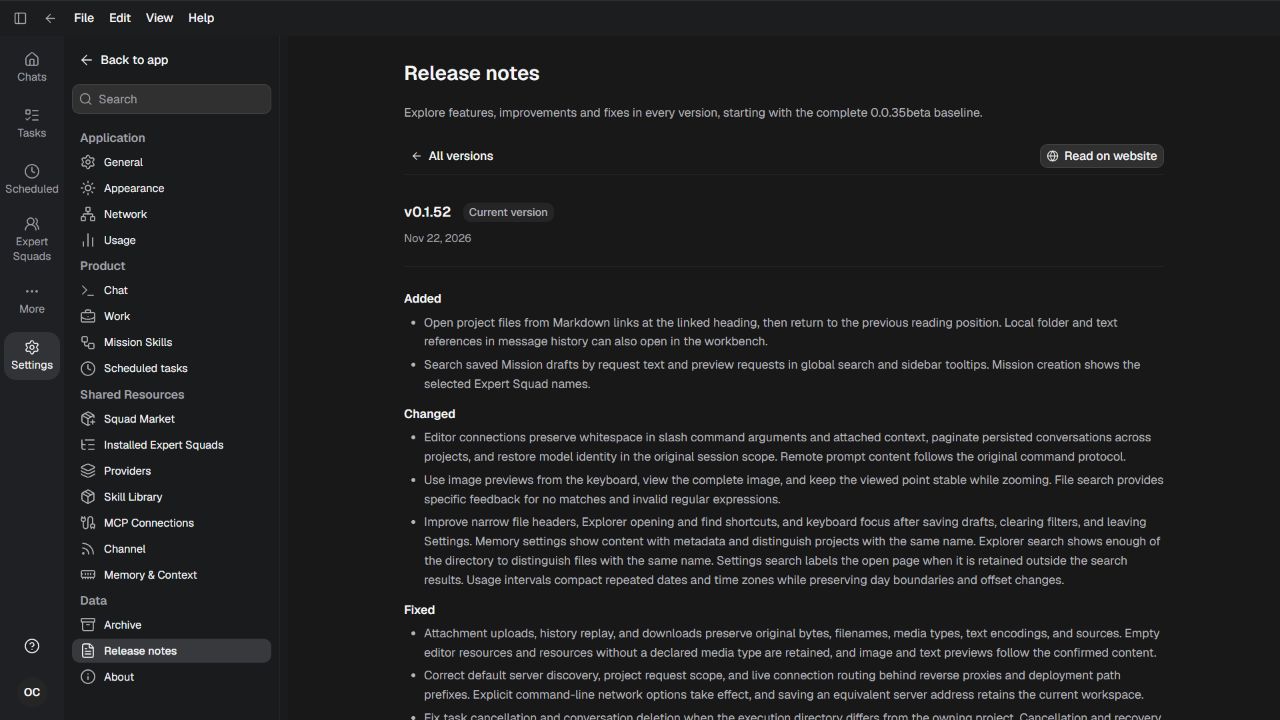 File Edit View Help
Chats
Tasks
Scheduled
Expert
Squads
More
Settings
OC
Back to app
Search
Application
General
Appearance
Network
Usage
Product
Chat
Work
Mission Skills
Scheduled tasks
Shared Resources
Squad Market
Installed Expert Squads
Providers
Skill Library
MCP Connections
Channel
Memory & Context
Data
Archive
Release notes
About
Release notes
Explore features, improvements and fixes in every version, starting with the complete 0.0.35beta baseline.
All versions
Read on website
v0.1.52 Current version
Nov 22, 2026
Added
• Open project files from Markdown links at the linked heading, then return to the previous reading position. Local folder and text
references in message history can also open in the workbench.
• Search saved Mission drafts by request text and preview requests in global search and sidebar tooltips. Mission creation shows the
selected Expert Squad names.
Changed
• Editor connections preserve whitespace in slash command arguments and attached context, paginate persisted conversations across
projects, and restore model identity in the original session scope. Remote prompt content follows the original command protocol.
• Use image previews from the keyboard, view the complete image, and keep the viewed point stable while zooming. File search provides
specific feedback for no matches and invalid regular expressions.
• Improve narrow file headers, Explorer opening and find shortcuts, and keyboard focus after saving drafts, clearing filters, and leaving
Settings. Memory settings show content with metadata and distinguish projects with the same name. Explorer search shows enough of
the directory to distinguish files with the same name. Settings search labels the open page when it is retained outside the search
results. Usage intervals compact repeated dates and time zones while preserving day boundaries and offset changes.
Fixed
• Attachment uploads, history replay, and downloads preserve original bytes, filenames, media types, text encodings, and sources. Empty
editor resources and resources without a declared media type are retained, and image and text previews follow the confirmed content.
• Correct default server discovery, project request scope, and live connection routing behind reverse proxies and deployment path
prefixes. Explicit command-line network options take effect, and saving an equivalent server address retains the current workspace.
• Fix task cancellation and conversation deletion when the execution directory differs from the owning project. Cancellation and recovery